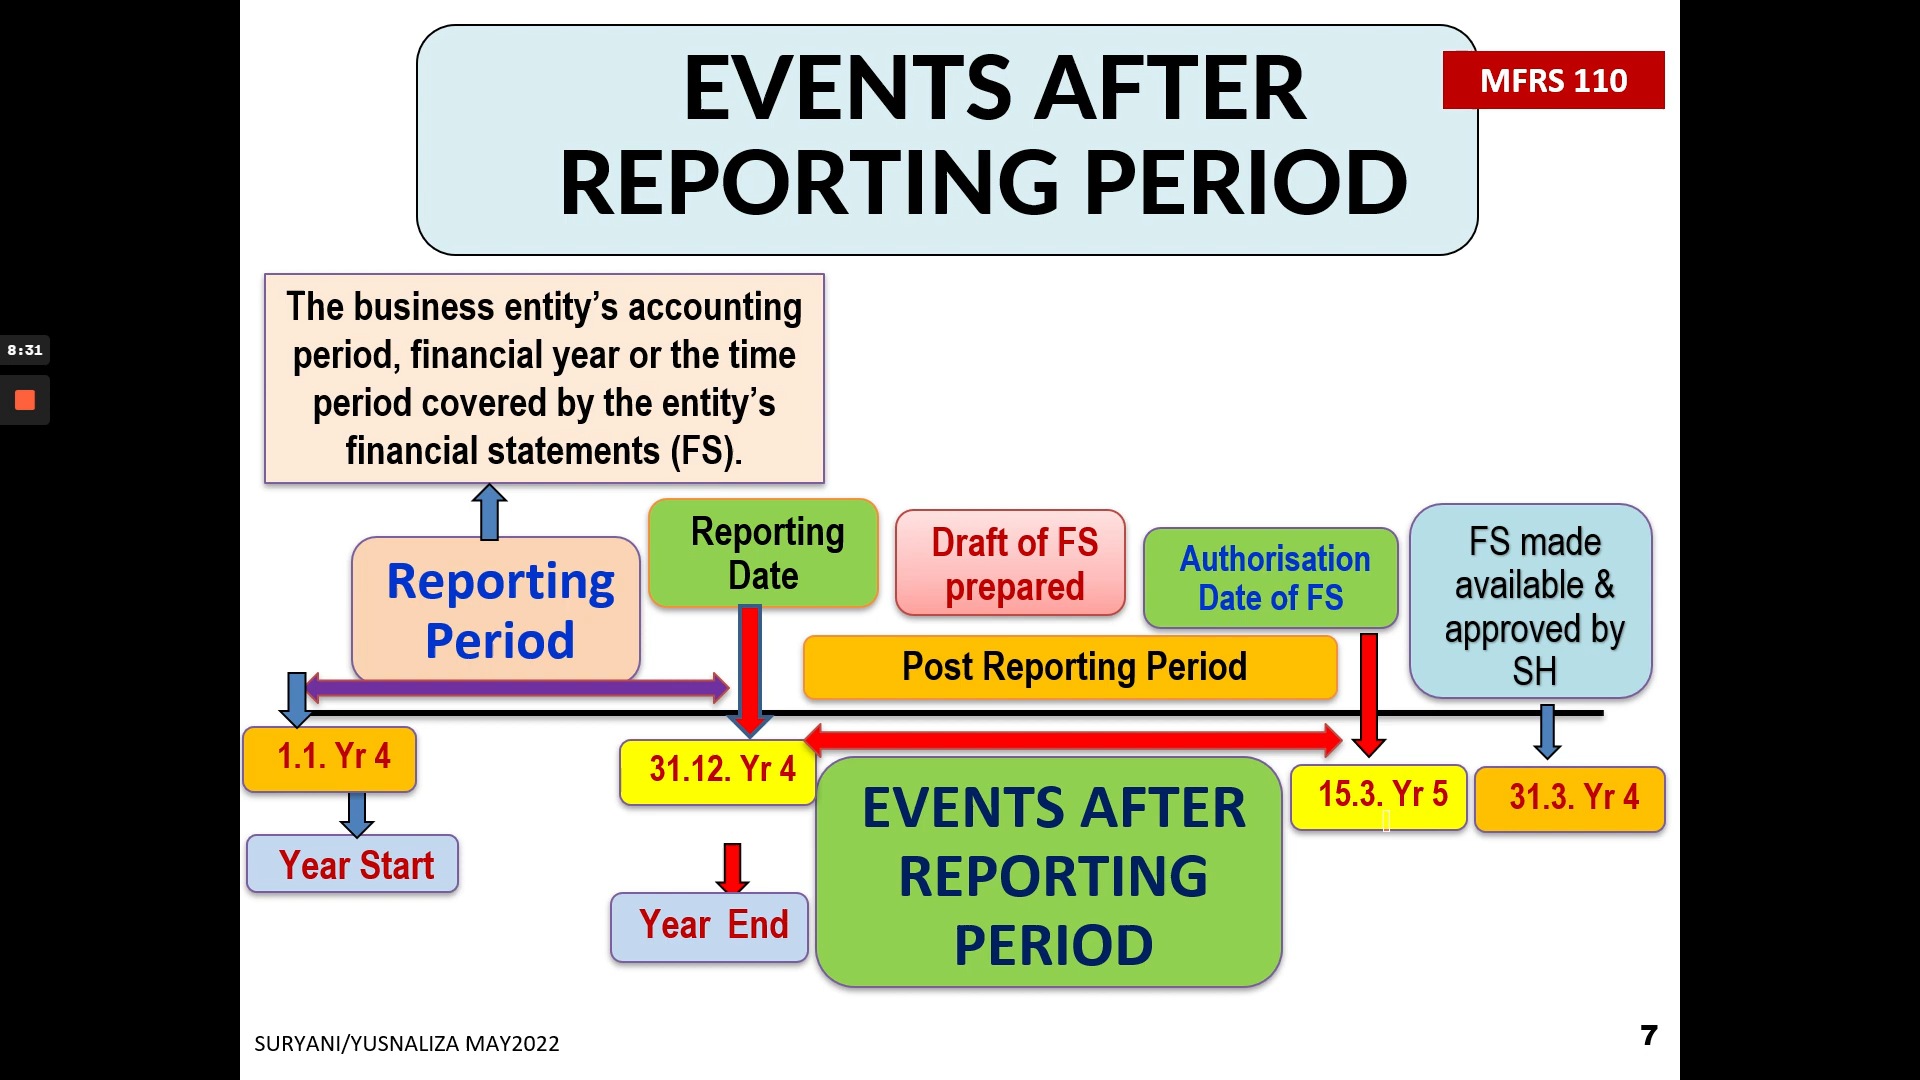 EVENTS AFTER
REPORTING PERIOD
MFRS 110
The business entity’s accounting
period, financial year or the time
period covered by the entity’s
financial statements (FS).
8:31
Reporting
Period
Reporting
Date
Draft of FS
prepared
Authorisation
Date of FS
FS made
available &
approved by
SH
Post Reporting Period
1.1. Yr 4
31.12. Yr 4
15.3. Yr 5
31.3. Yr 4
Year Start
Year End
EVENTS AFTER
REPORTING
PERIOD
SURYANI/YUSNALIZA MAY2022
7